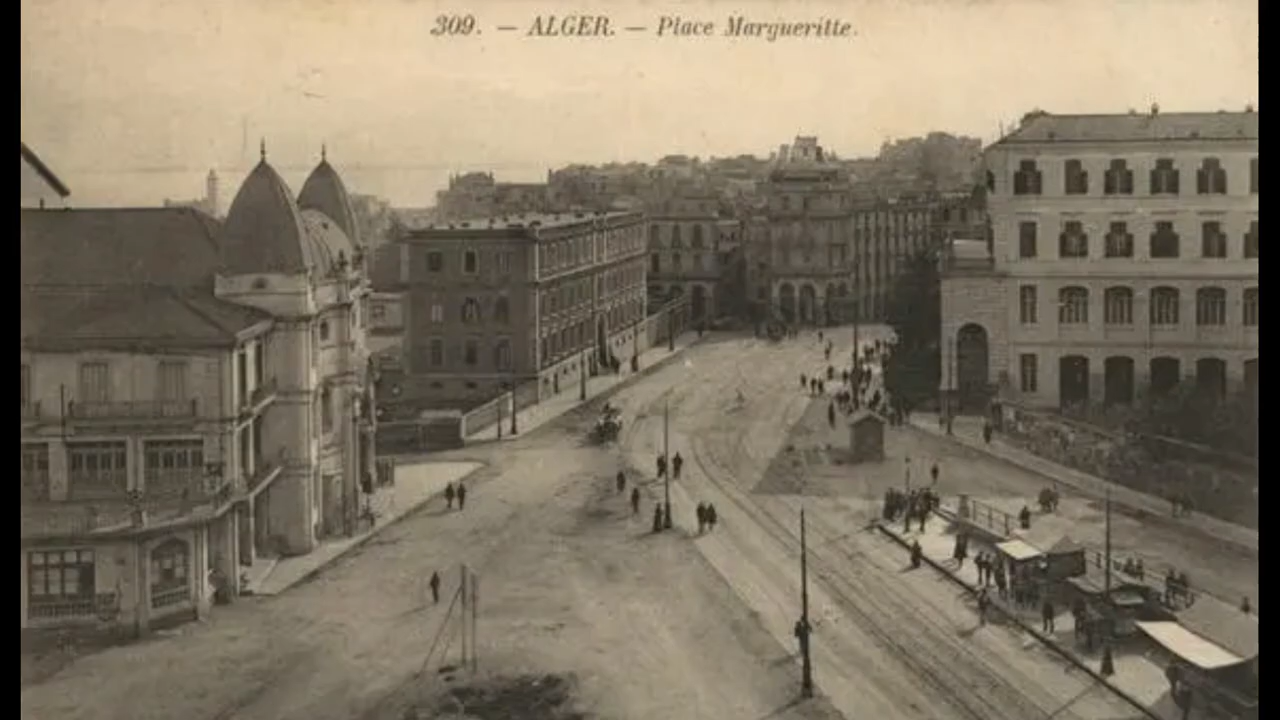 309. — ALGER. — Place Margueritte.